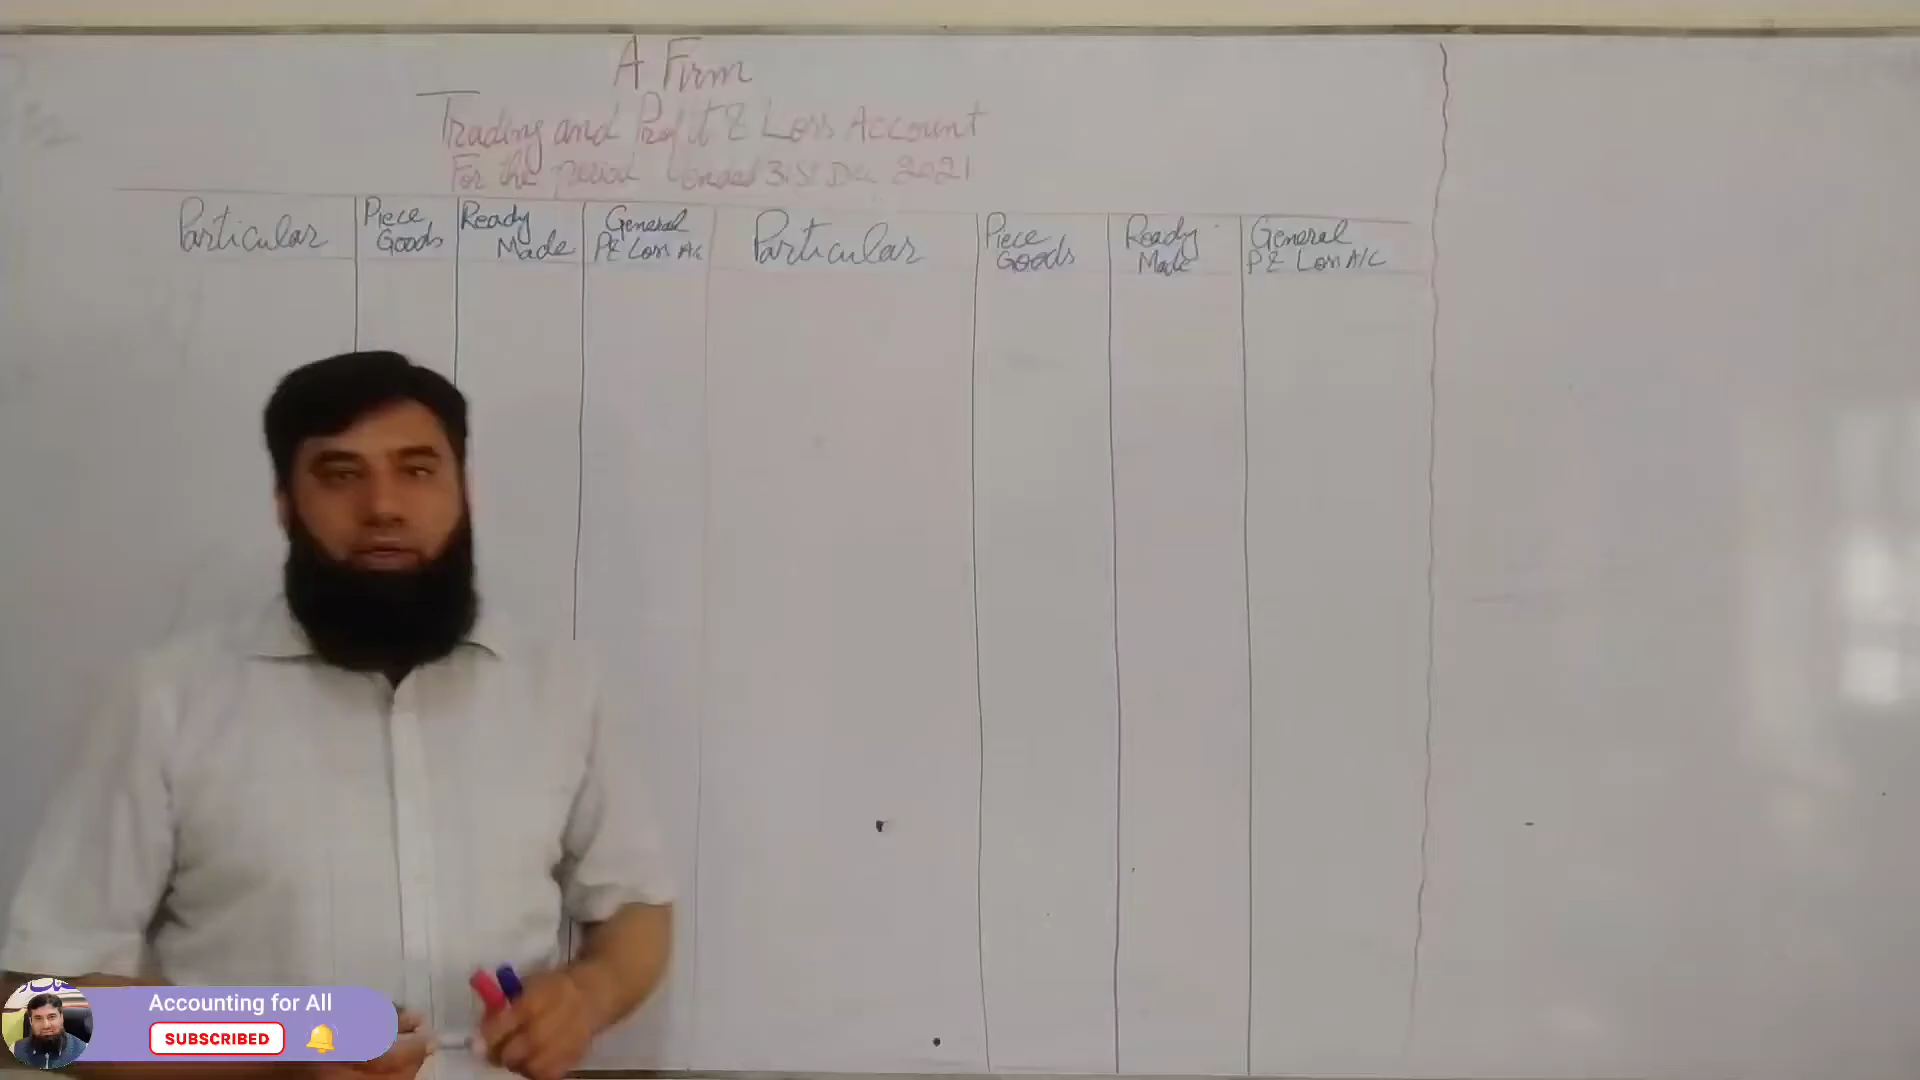 A Firm
Trading and Profit & Loss Account
For the period ended 31st Dec 2021
Particular
Piece
Goods
Ready
Made
General
P & Loss A/c
Particular
Piece
Goods
Ready
Made
General
P & Loss A/C
Accounting for All
SUBSCRIBED